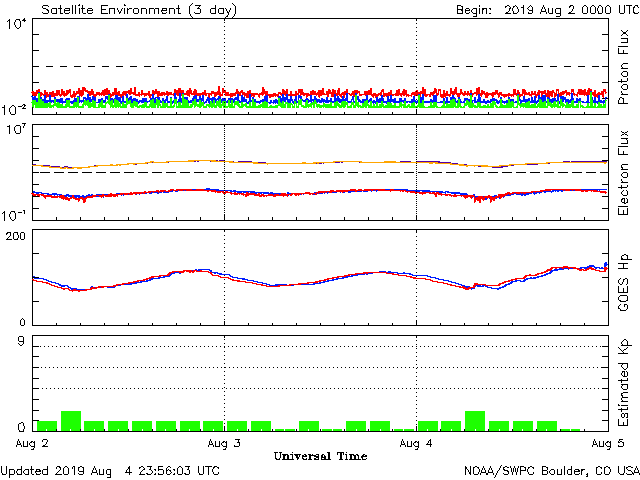 Satellite Environment (3 day)
Begin: 2019 Aug 2 0000 UTC
10⁴
10⁻²
Proton Flux
10⁷
10⁻¹
Electron Flux
200
0
GOES Hp
9
0
Estimated Kp
Aug 2
Aug 3
Aug 4
Aug 5
Universal Time
Updated 2019 Aug 4 23:56:03 UTC
NOAA/SWPC Boulder, CO USA